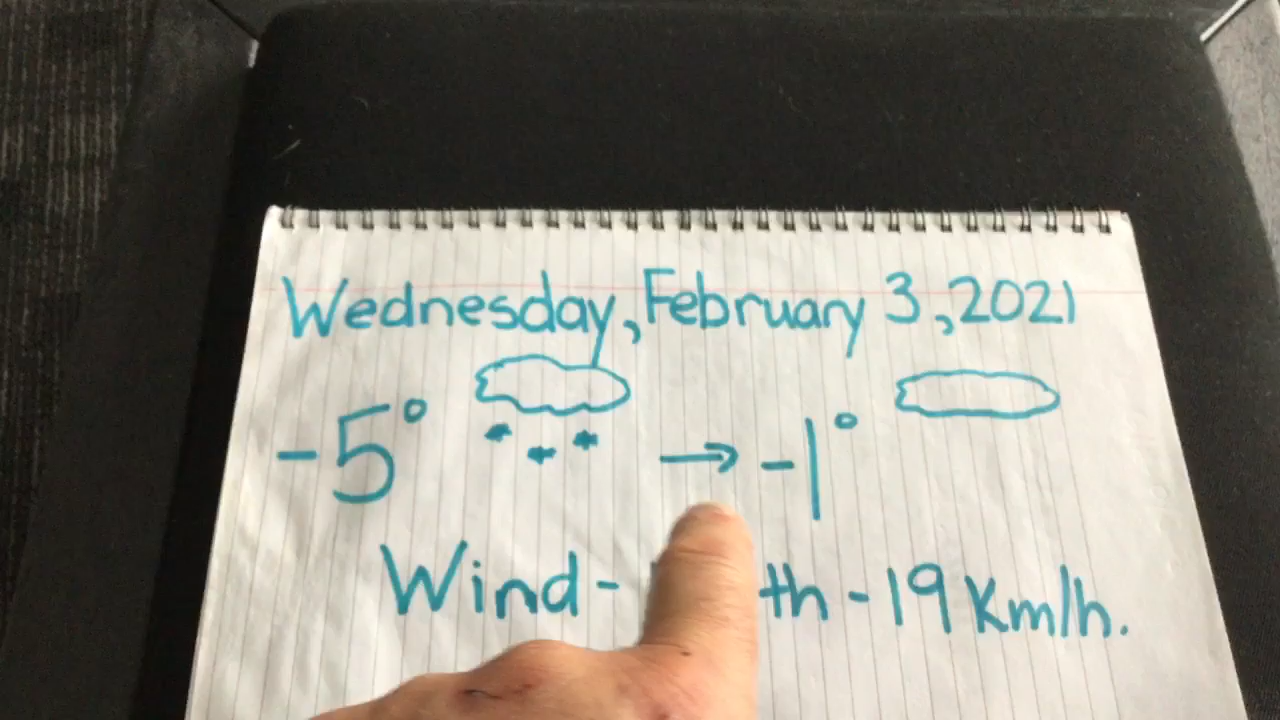 Wednesday, February 3, 2021
-5° → -1°
Wind - th - 19 Km/h.